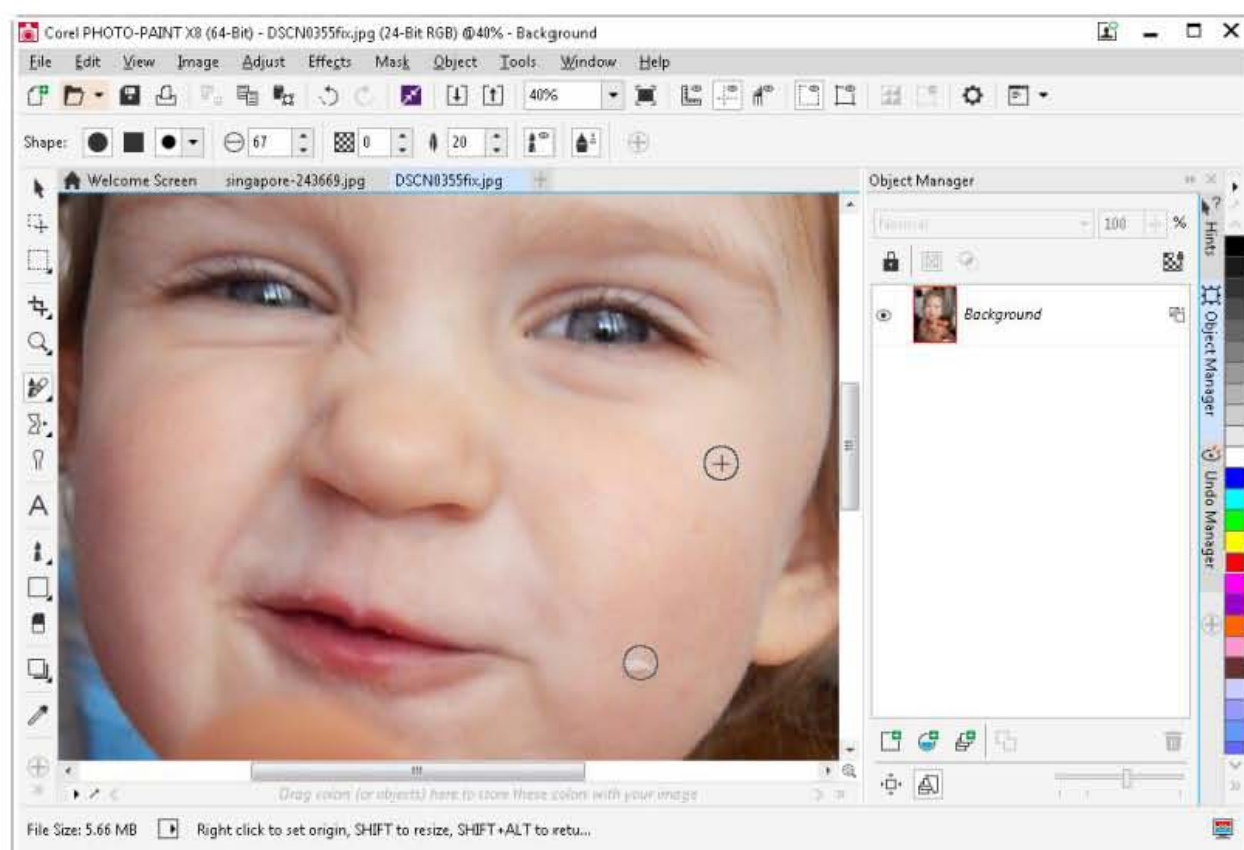 Corel PHOTO-PAINT X8 (64-Bit) - DSCN0355fix.jpg (24-Bit RGB) @40% - Background
File Edit View Image Adjust Effects Mask Object Tools Window Help
40%
Shape: 67 0 20
Welcome Screen singapore-243669.jpg DSCN0355fix.jpg
Object Manager
Normal 100 %
Background
Hints
Object Manager
Undo Manager
Drag colors (or objects) here to store these colors with your image
File Size: 5.66 MB Right click to set origin, SHIFT to resize, SHIFT+ALT to retu...